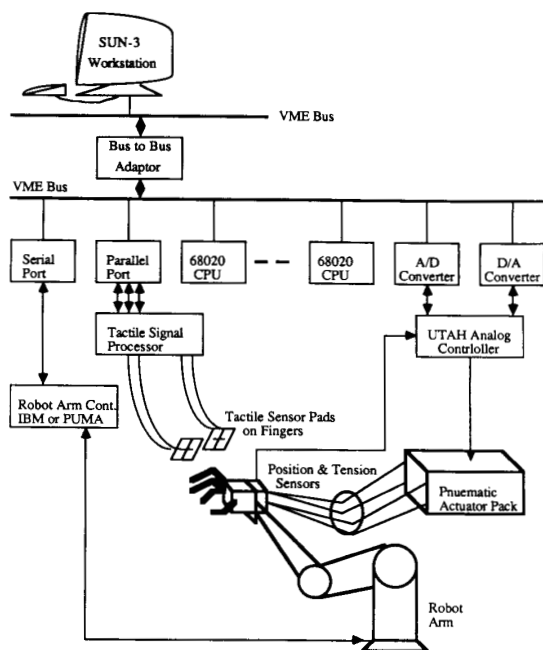 SUN-3
Workstation
VME Bus
Bus to Bus
Adaptor
VME Bus
Serial
Port
Parallel
Port
68020
CPU
68020
CPU
A/D
Converter
D/A
Converter
Tactile Signal
Processor
UTAH Analog
Contrloller
Robot Arm Cont.
IBM or PUMA
Tactile Sensor Pads
on Fingers
Position & Tension
Sensors
Pnuematic
Actuator Pack
Robot
Arm